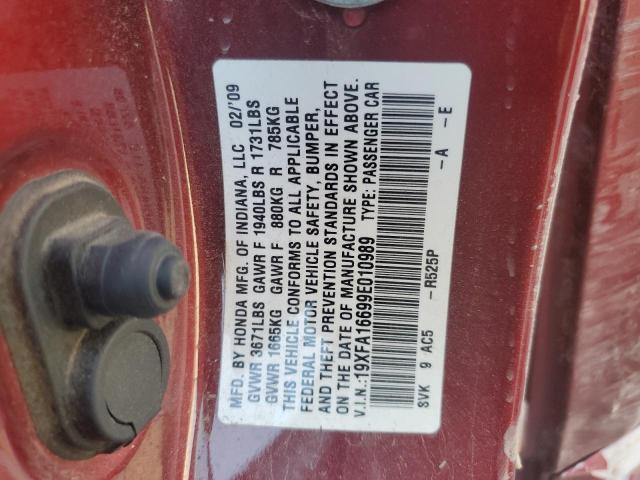 MFD. BY HONDA MFG. OF INDIANA, LLC 02/'09
GVWR 3671LBS GAWR F 1940LBS R 1731LBS
GVWR 1665KG GAWR F 880KG R 785KG
THIS VEHICLE CONFORMS TO ALL APPLICABLE
FEDERAL MOTOR VEHICLE SAFETY, BUMPER,
AND THEFT PREVENTION STANDARDS IN EFFECT
ON THE DATE OF MANUFACTURE SHOWN ABOVE.
V.I.N.:19XFA16699E010989 TYPE: PASSENGER CAR
SVK 9 AC5 -R525P -A -E